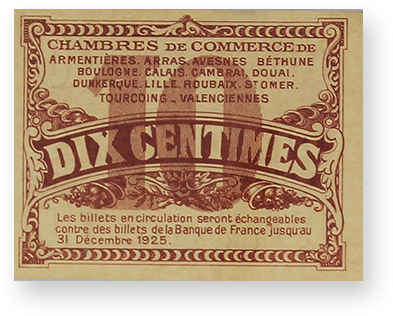 CHAMBRES DE COMMERCE DE
ARMENTIÈRES. ARRAS. AVESNES BÉTHUNE
BOULOGNE. CALAIS. CAMBRAI. DOUAI.
DUNKERQUE. LILLE. ROUBAIX. ST OMER.
TOURCOING _ VALENCIENNES
10
DIX CENTIMES
Les billets en circulation seront échangeables
contre des billets de la Banque de France jusqu'au
31 Décembre 1925.